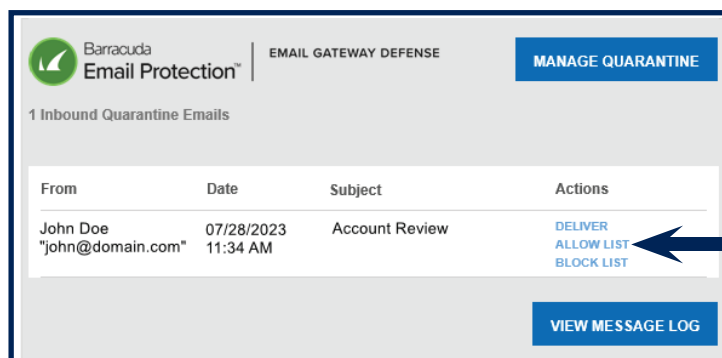 Barracuda
Email Protection™
EMAIL GATEWAY DEFENSE
MANAGE QUARANTINE
1 Inbound Quarantine Emails
From Date Subject Actions
John Doe 07/28/2023 Account Review DELIVER
"john@domain.com" 11:34 AM ALLOW LIST
BLOCK LIST
VIEW MESSAGE LOG